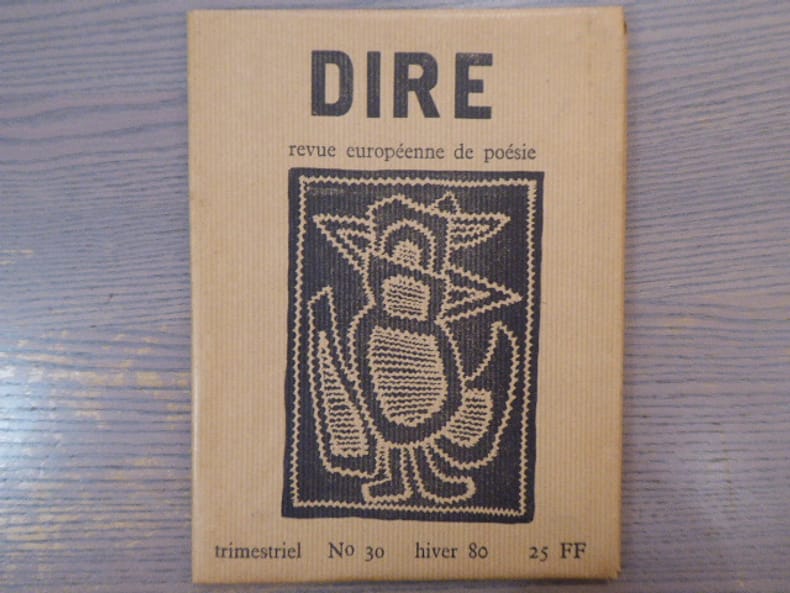 DIRE
revue européenne de poésie
trimestriel No 30 hiver 80 25 FF